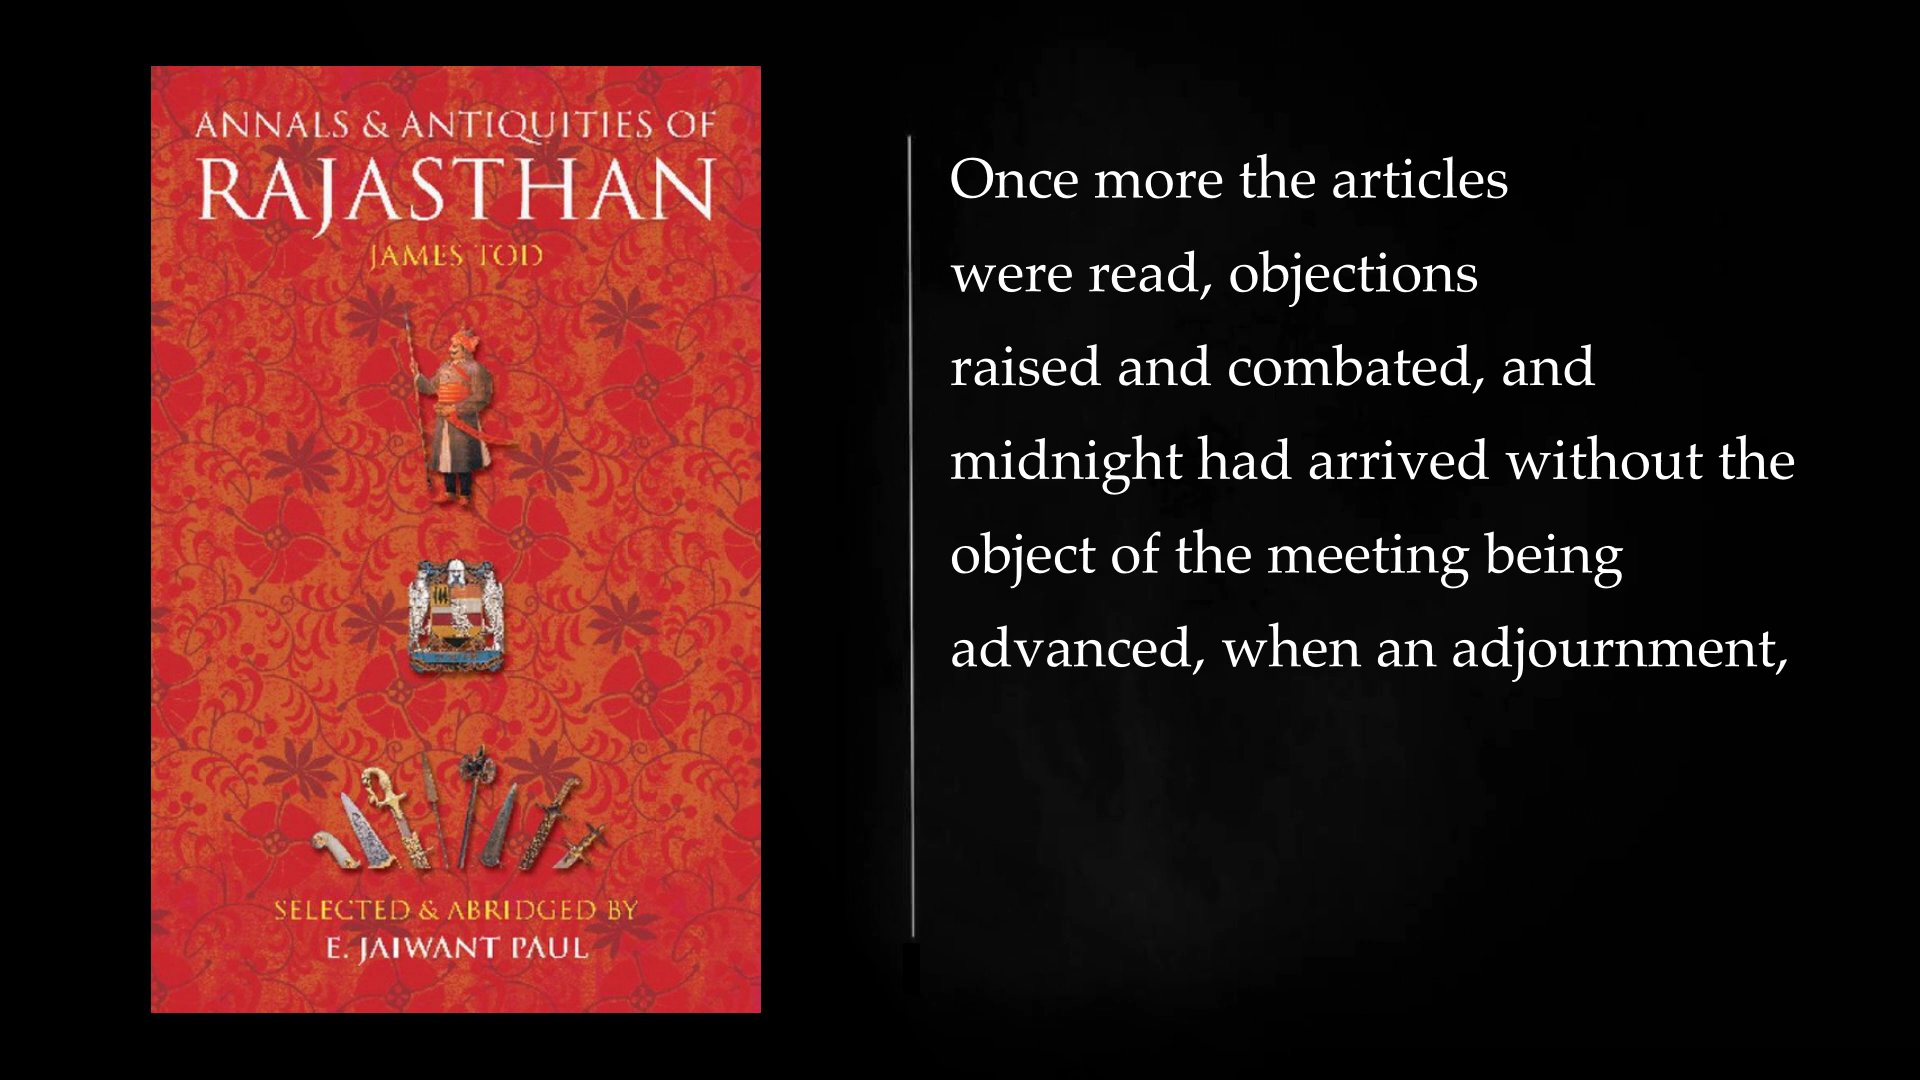 ANNALS & ANTIQUITIES OF
RAJASTHAN
JAMES TOD
SELECTED & ABRIDGED BY
E. JAIWANT PAUL
Once more the articles
were read, objections
raised and combated, and
midnight had arrived without the
object of the meeting being
advanced, when an adjournment,